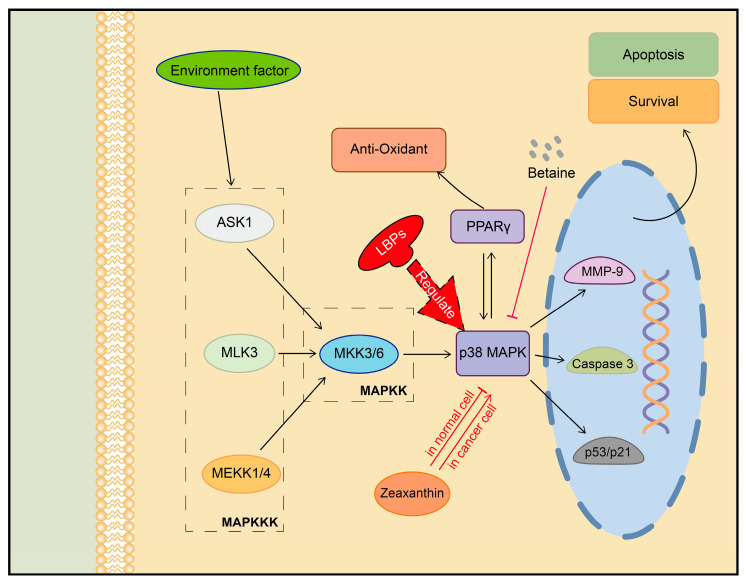 Apoptosis
Environment factor
Survival
Anti-Oxidant
Betaine
ASK1
PPARγ
LBPs
Regulate
MMP-9
MLK3
MKK3/6
p38 MAPK
Caspase 3
MAPKK
in normal cell
in cancer cell
p53/p21
MEKK1/4
Zeaxanthin
MAPKKK